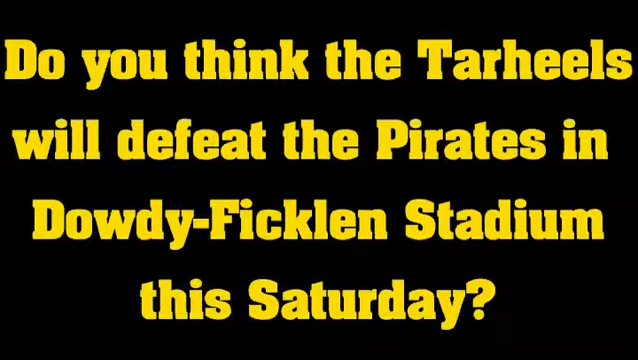 Do you think the Tarheels
will defeat the Pirates in
Dowdy-Ficklen Stadium
this Saturday?